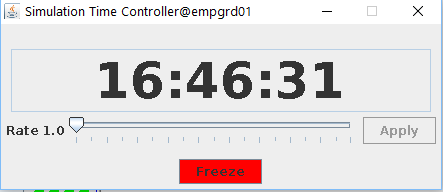 Simulation Time Controller@empgrd01
16:46:31
Rate 1.0 Apply
Freeze